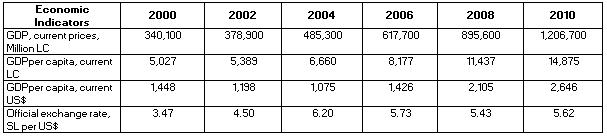 Economic Indicators 2000 2002 2004 2006 2008 2010
GDP, current prices, Million LC 340,100 378,900 485,300 617,700 895,600 1,206,700
GDPper capita, current LC 5,027 5,389 6,660 8,177 11,437 14,875
GDPper capita, current US$ 1,448 1,198 1,075 1,426 2,105 2,646
Official exchange rate, SL per US$ 3.47 4.50 6.20 5.73 5.43 5.62